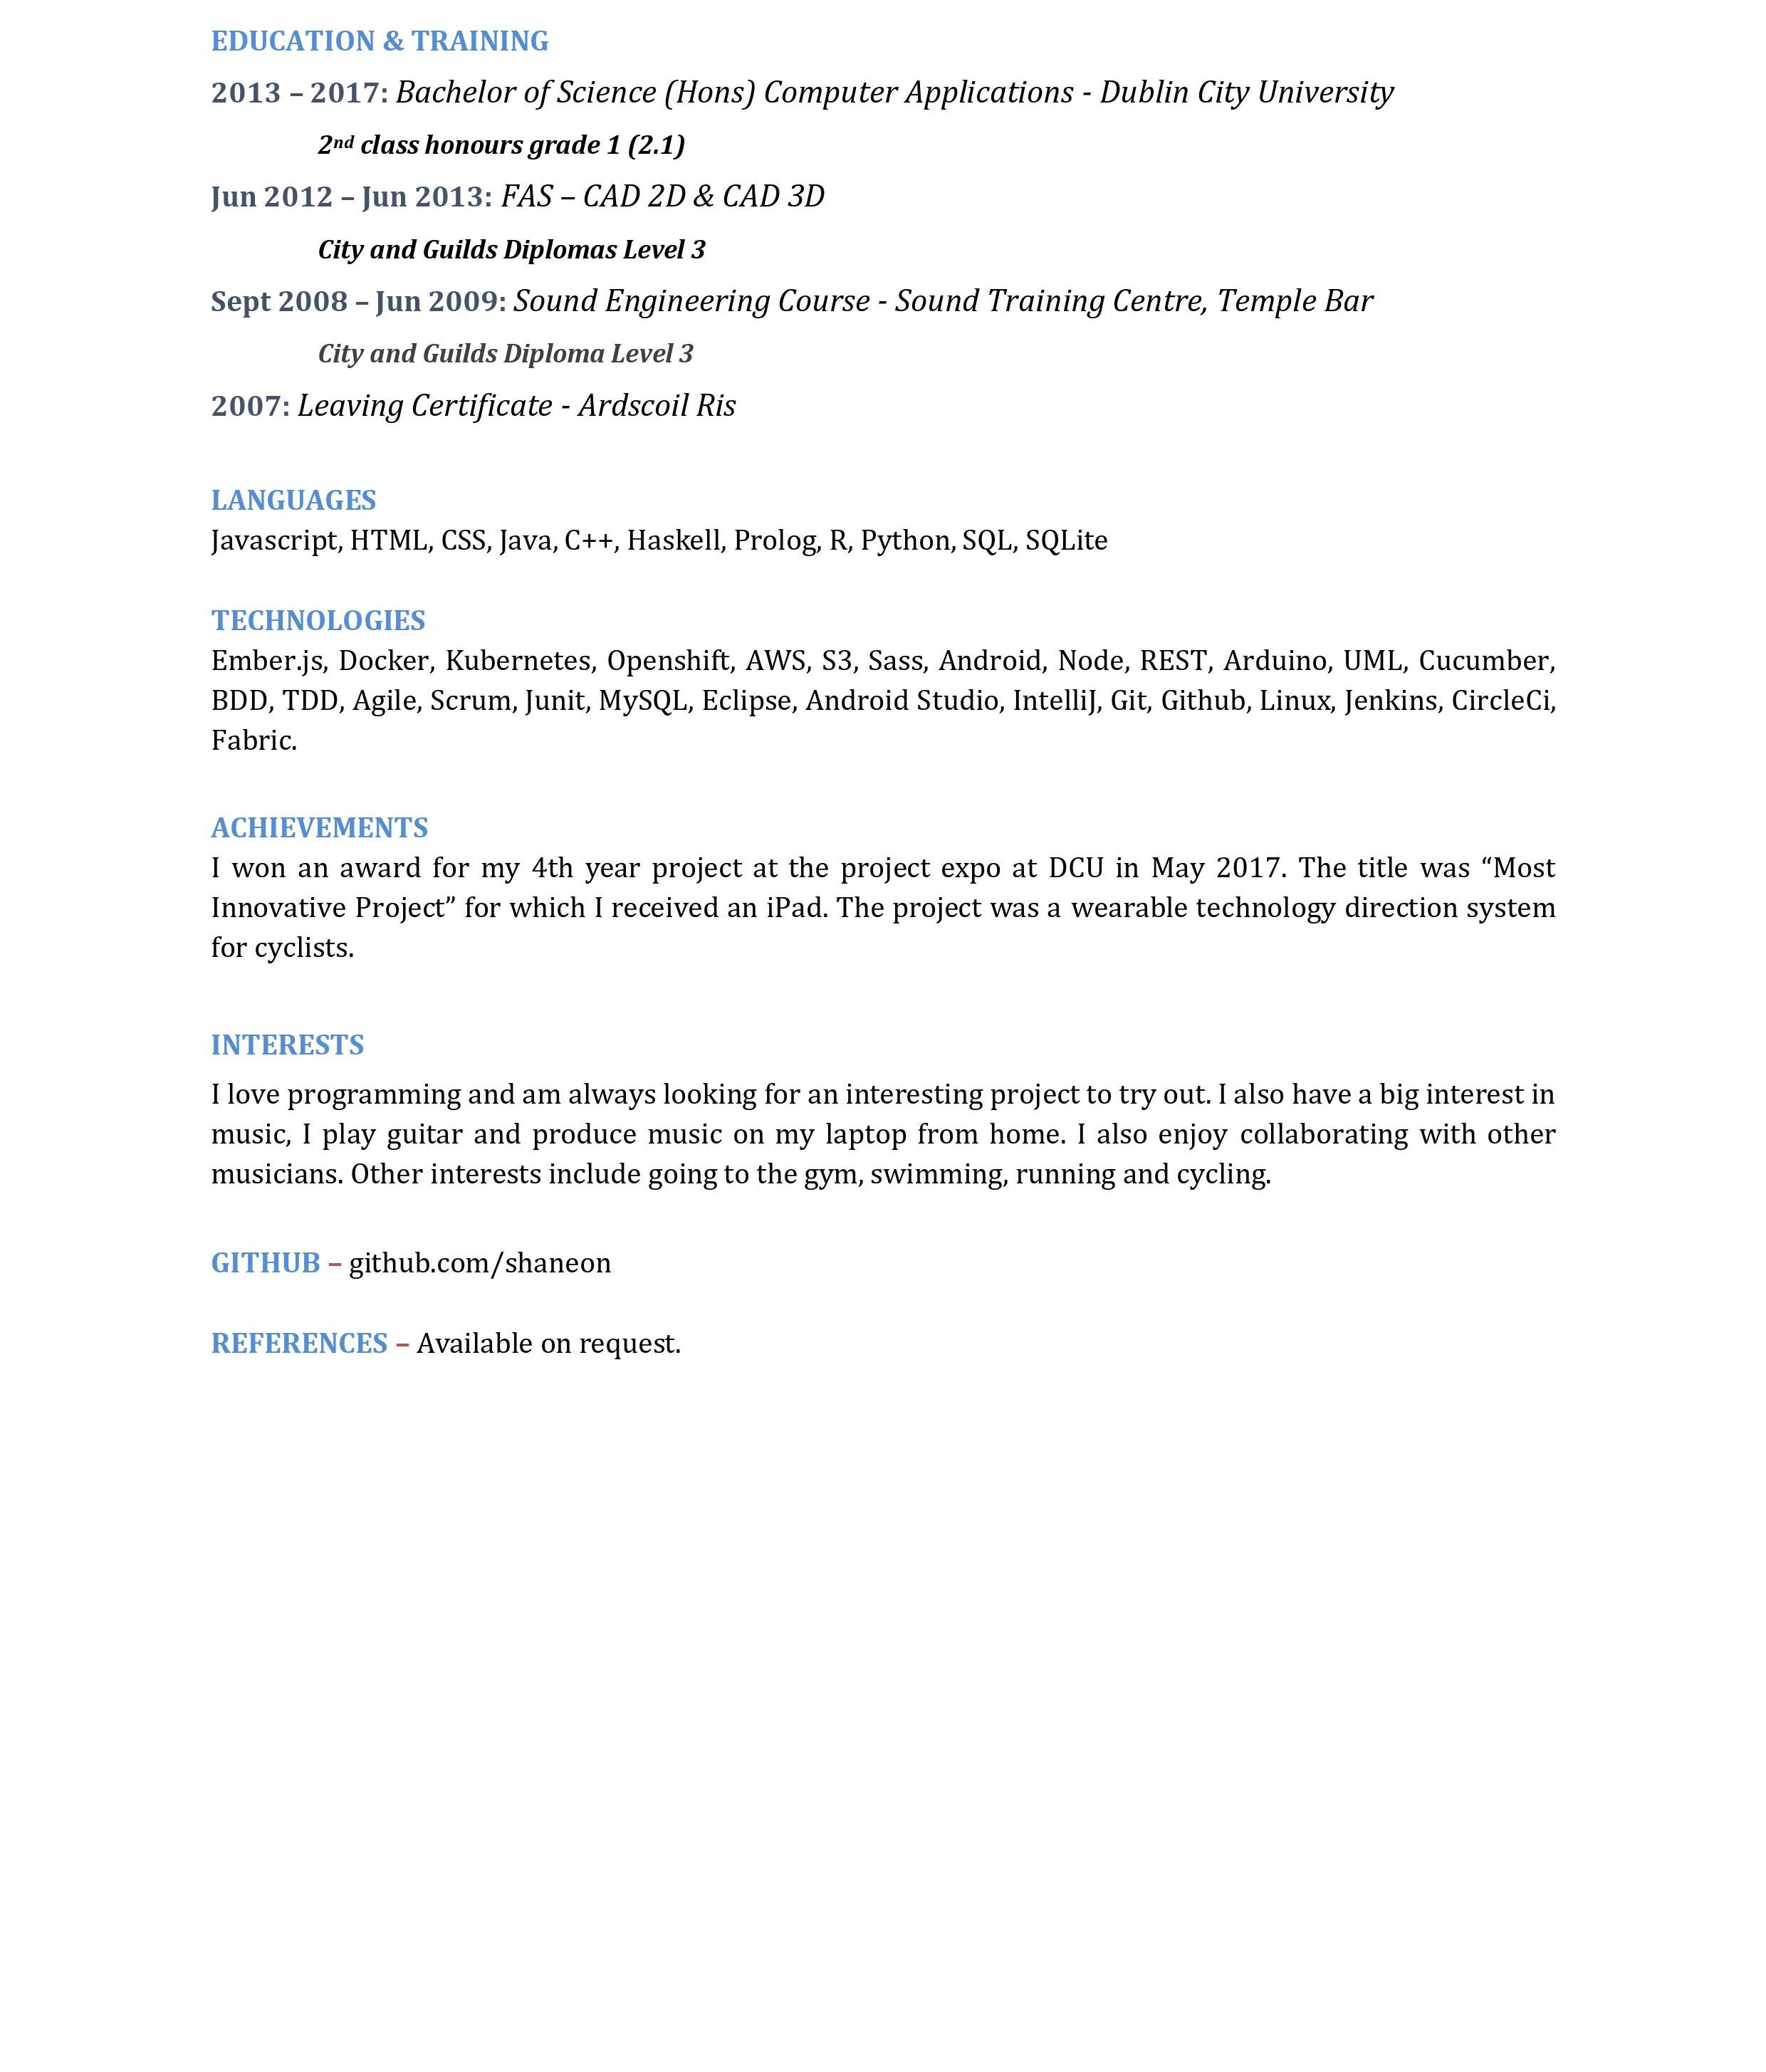 EDUCATION & TRAINING
2013 – 2017: Bachelor of Science (Hons) Computer Applications - Dublin City University
2nd class honours grade 1 (2.1)
Jun 2012 – Jun 2013: FAS – CAD 2D & CAD 3D
City and Guilds Diplomas Level 3
Sept 2008 – Jun 2009: Sound Engineering Course - Sound Training Centre, Temple Bar
City and Guilds Diploma Level 3
2007: Leaving Certificate - Ardscoil Ris
LANGUAGES
Javascript, HTML, CSS, Java, C++, Haskell, Prolog, R, Python, SQL, SQLite
TECHNOLOGIES
Ember.js, Docker, Kubernetes, Openshift, AWS, S3, Sass, Android, Node, REST, Arduino, UML, Cucumber,
BDD, TDD, Agile, Scrum, Junit, MySQL, Eclipse, Android Studio, IntelliJ, Git, Github, Linux, Jenkins, CircleCi,
Fabric.
ACHIEVEMENTS
I won an award for my 4th year project at the project expo at DCU in May 2017. The title was “Most
Innovative Project” for which I received an iPad. The project was a wearable technology direction system
for cyclists.
INTERESTS
I love programming and am always looking for an interesting project to try out. I also have a big interest in
music, I play guitar and produce music on my laptop from home. I also enjoy collaborating with other
musicians. Other interests include going to the gym, swimming, running and cycling.
GITHUB – github.com/shaneon
REFERENCES – Available on request.